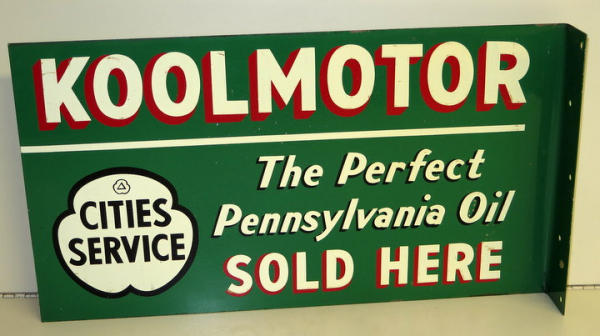 KOOLMOTOR
CITIES
SERVICE
The Perfect
Pennsylvania Oil
SOLD HERE